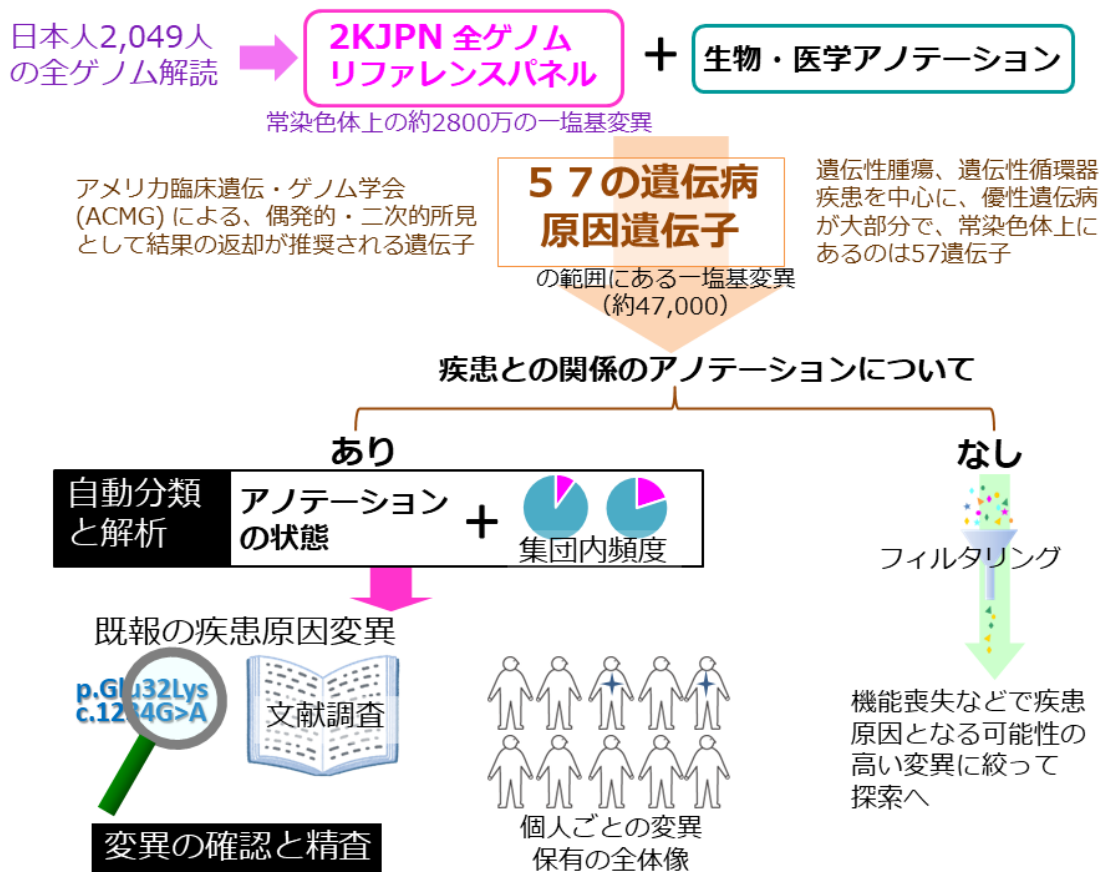 日本人2,049人
の全ゲノム解読
2KJPN 全ゲノム
リファレンスパネル
+
生物・医学アノテーション
常染色体上の約2800万の一塩基変異
アメリカ臨床遺伝・ゲノム学会
(ACMG) による、偶発的・二次的所見
として結果の返却が推奨される遺伝子
５７の遺伝病
原因遺伝子
遺伝性腫瘍、遺伝性循環器
疾患を中心に、優性遺伝病
が大部分で、常染色体上に
あるのは57遺伝子
の範囲にある一塩基変異
（約47,000）
疾患との関係のアノテーションについて
あり
なし
自動分類
と解析
アノテーション
の状態
+
集団内頻度
フィルタリング
既報の疾患原因変異
p.Glu32Lys
c.1234G>A
文献調査
変異の確認と精査
個人ごとの変異
保有の全体像
機能喪失などで疾患
原因となる可能性の
高い変異に絞って
探索へ